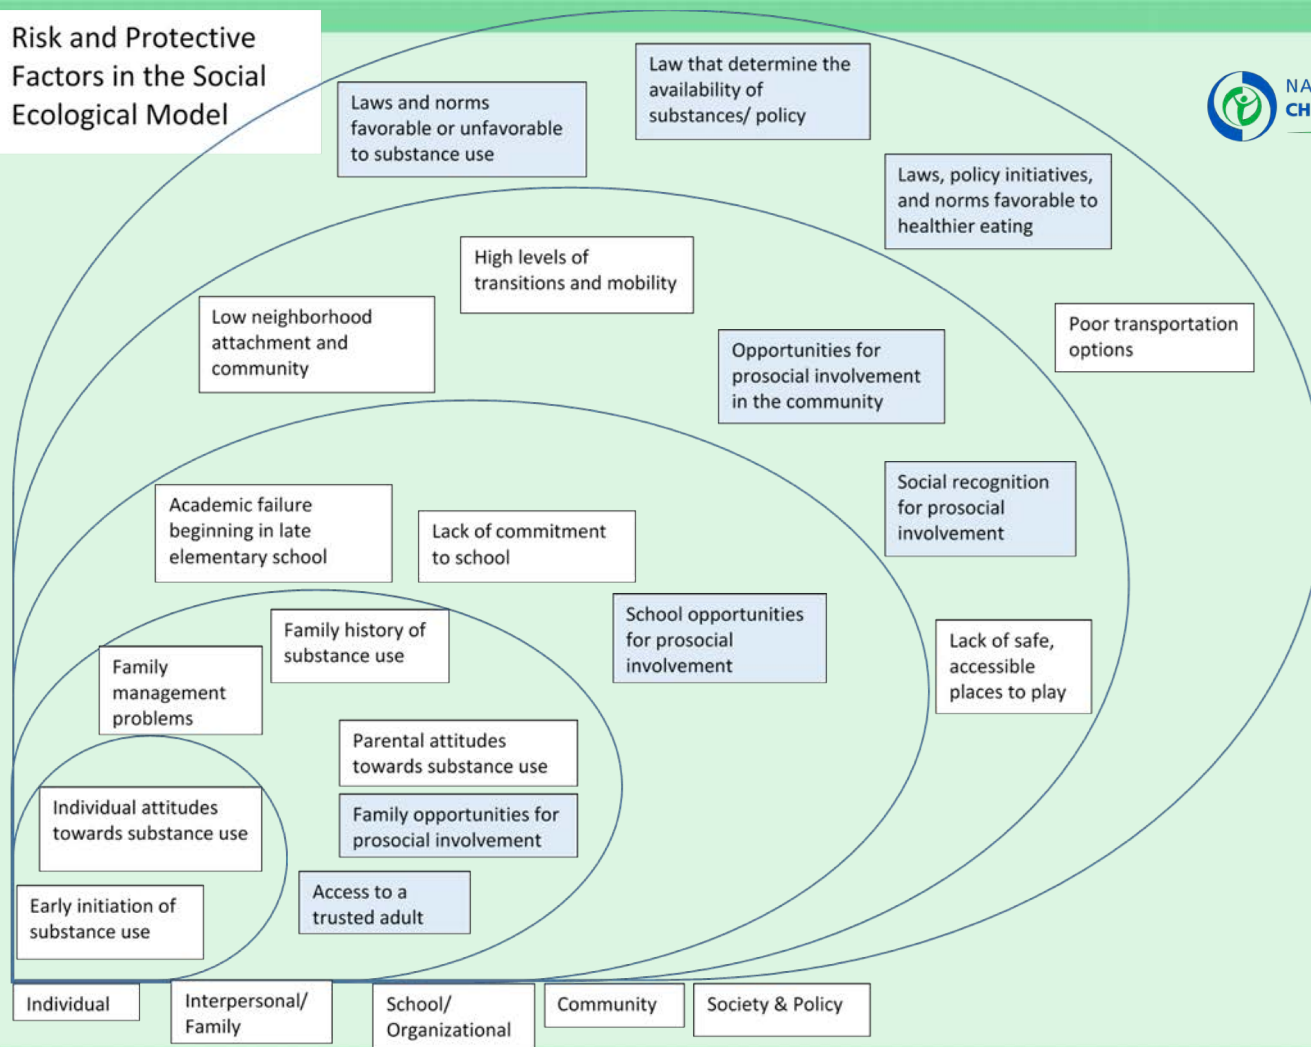 Risk and Protective
Factors in the Social
Ecological Model
Law that determine the
availability of
substances/ policy
Laws and norms
favorable or unfavorable
to substance use
NA
CH
Laws, policy initiatives,
and norms favorable to
healthier eating
High levels of
transitions and mobility
Low neighborhood
attachment and
community
Poor transportation
options
Opportunities for
prosocial involvement
in the community
Social recognition
for prosocial
involvement
Academic failure
beginning in late
elementary school
Lack of commitment
to school
School opportunities
for prosocial
involvement
Family history of
substance use
Lack of safe,
accessible
places to play
Family
management
problems
Parental attitudes
towards substance use
Individual attitudes
towards substance use
Family opportunities for
prosocial involvement
Access to a
trusted adult
Early initiation of
substance use
Individual
Interpersonal/
Family
School/
Organizational
Community
Society & Policy